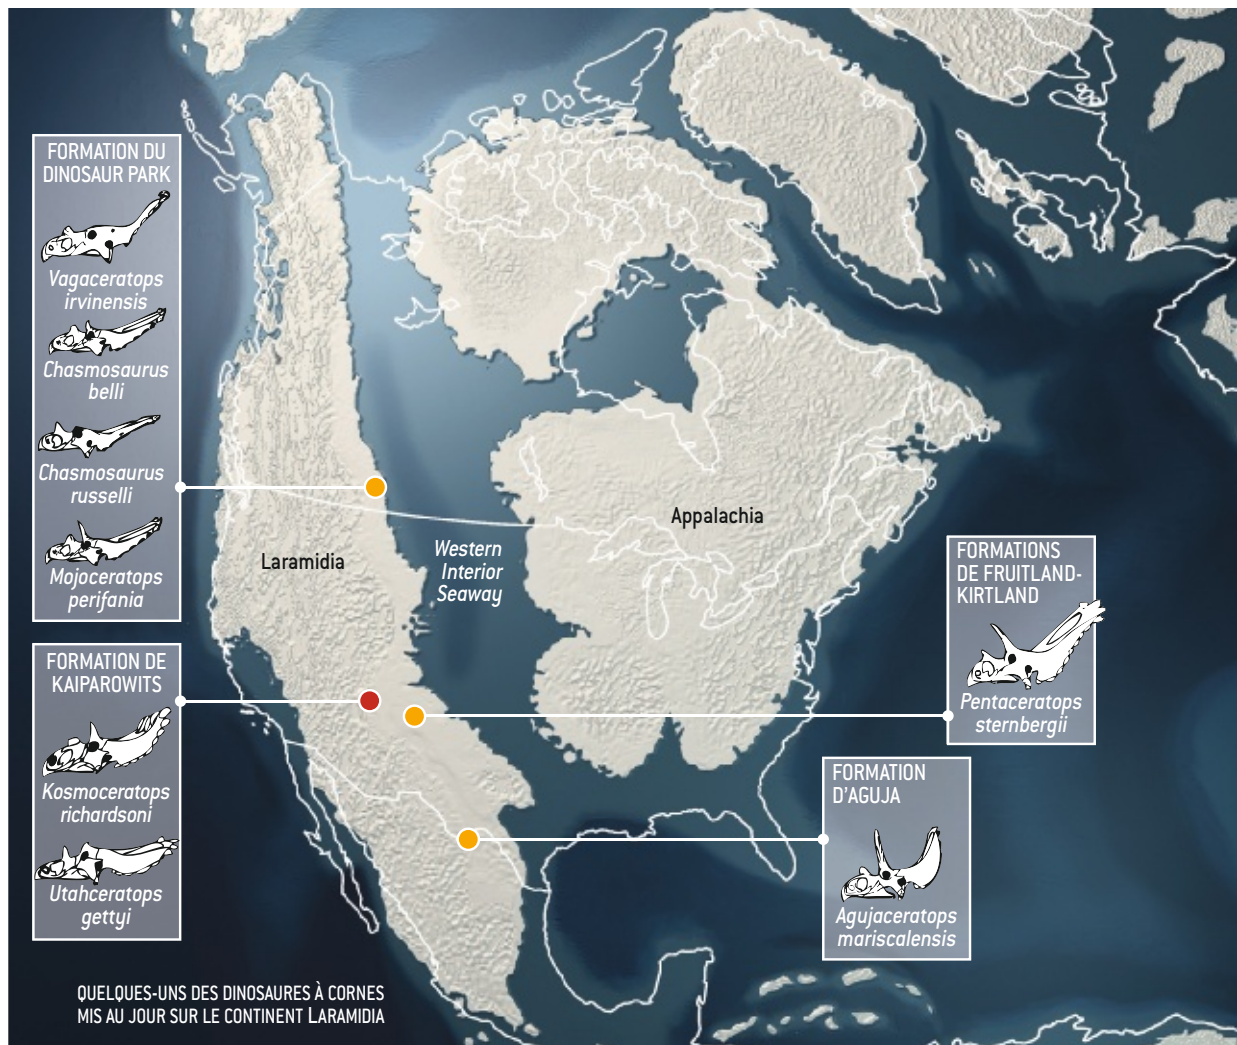 FORMATION DU
DINOSAUR PARK
Vagaceratops
irvinensis
Chasmosaurus
belli
Chasmosaurus
russelli
Mojoceratops
perifania
FORMATION DE
KAIPAROWITS
Kosmoceratops
richardsoni
Utahceratops
gettyi
Laramidia
Western
Interior
Seaway
Appalachia
FORMATIONS
DE FRUITLAND-
KIRTLAND
Pentaceratops
sternbergii
FORMATION
D’AGUJA
Agujaceratops
mariscalensis
QUELQUES-UNS DES DINOSAURES À CORNES
MIS AU JOUR SUR LE CONTINENT LARAMIDIA